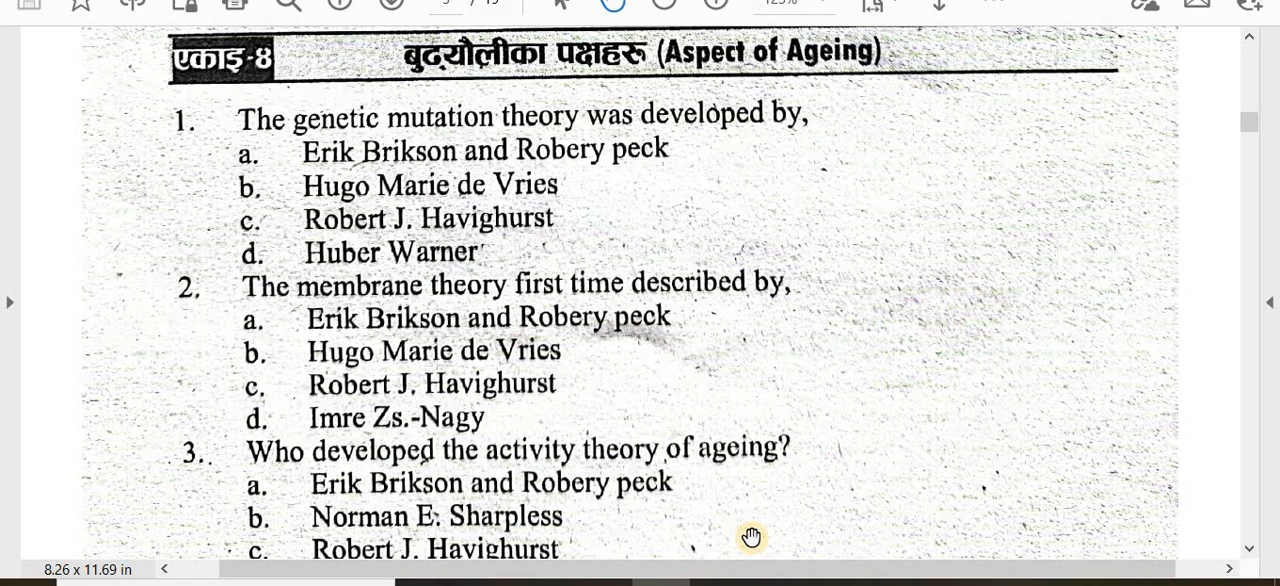 125%
एकाइ-8 बुढ्यौलीका पक्षहरू (Aspect of Ageing)
1. The genetic mutation theory was developed by,
a. Erik Brikson and Robery peck
b. Hugo Marie de Vries
c. Robert J. Havighurst
d. Huber Warner
2. The membrane theory first time described by,
a. Erik Brikson and Robery peck
b. Hugo Marie de Vries
c. Robert J. Havighurst
d. Imre Zs.-Nagy
3. Who developed the activity theory of ageing?
a. Erik Brikson and Robery peck
b. Norman E. Sharpless
c. Robert J. Havighurst
8.26 x 11.69 in